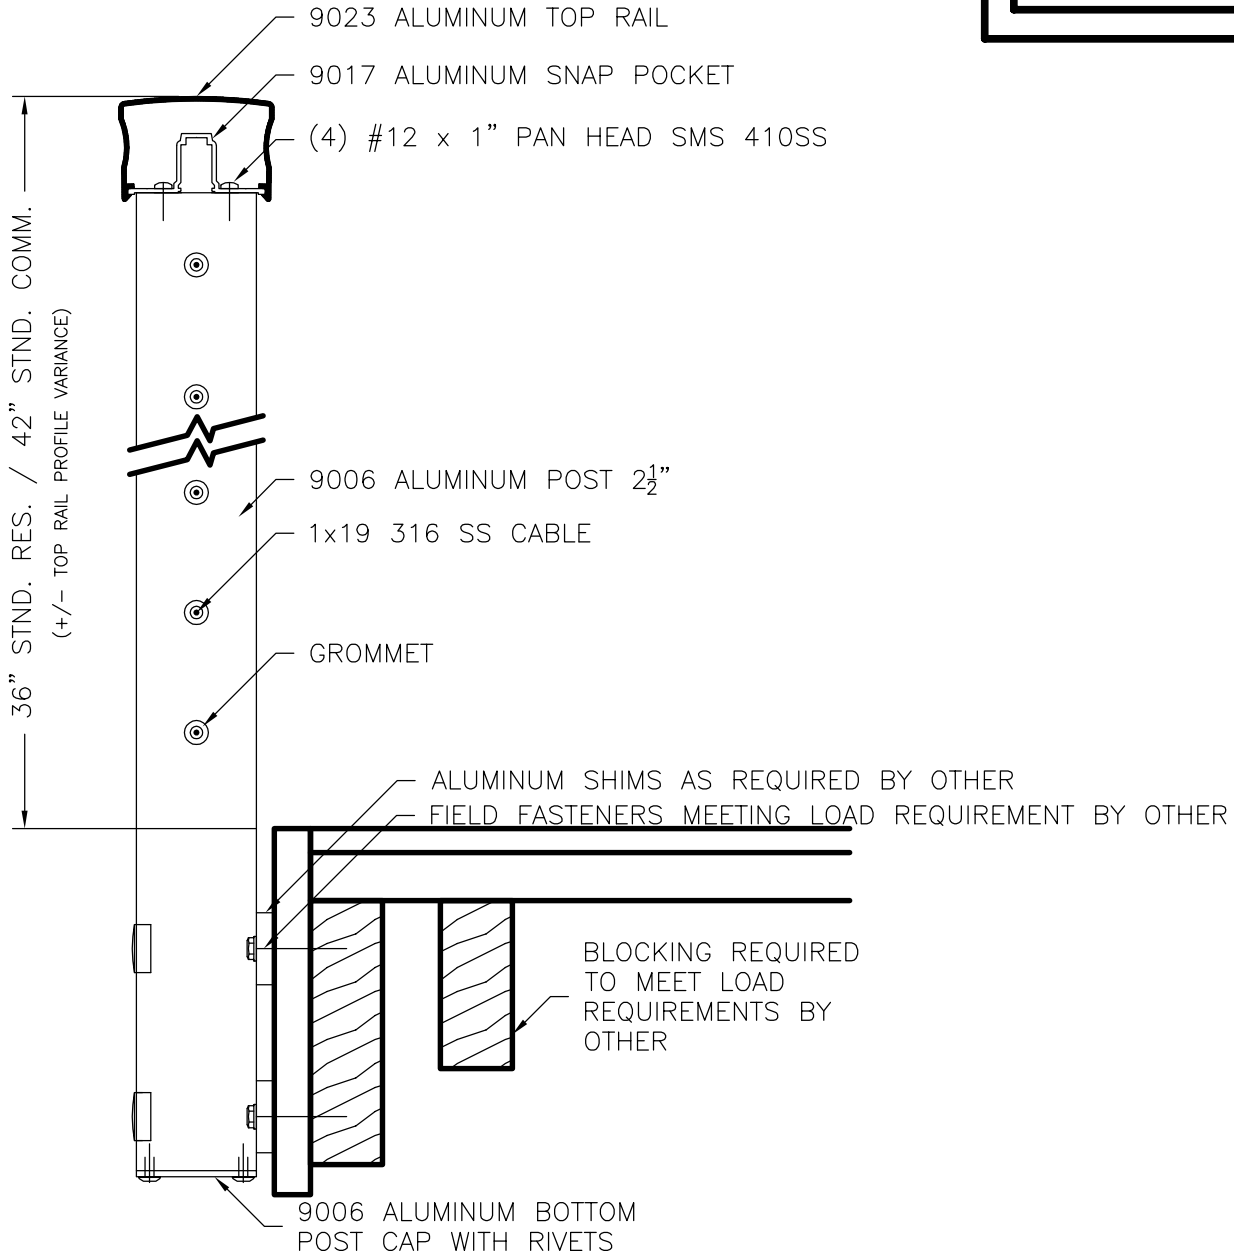 9023 ALUMINUM TOP RAIL
9017 ALUMINUM SNAP POCKET
(4) #12 x 1" PAN HEAD SMS 410SS
36" STND. RES. / 42" STND. COMM.
(+/- TOP RAIL PROFILE VARIANCE)
9006 ALUMINUM POST 2½"
1x19 316 SS CABLE
GROMMET
ALUMINUM SHIMS AS REQUIRED BY OTHER
FIELD FASTENERS MEETING LOAD REQUIREMENT BY OTHER
BLOCKING REQUIRED
TO MEET LOAD
REQUIREMENTS BY
OTHER
9006 ALUMINUM BOTTOM
POST CAP WITH RIVETS